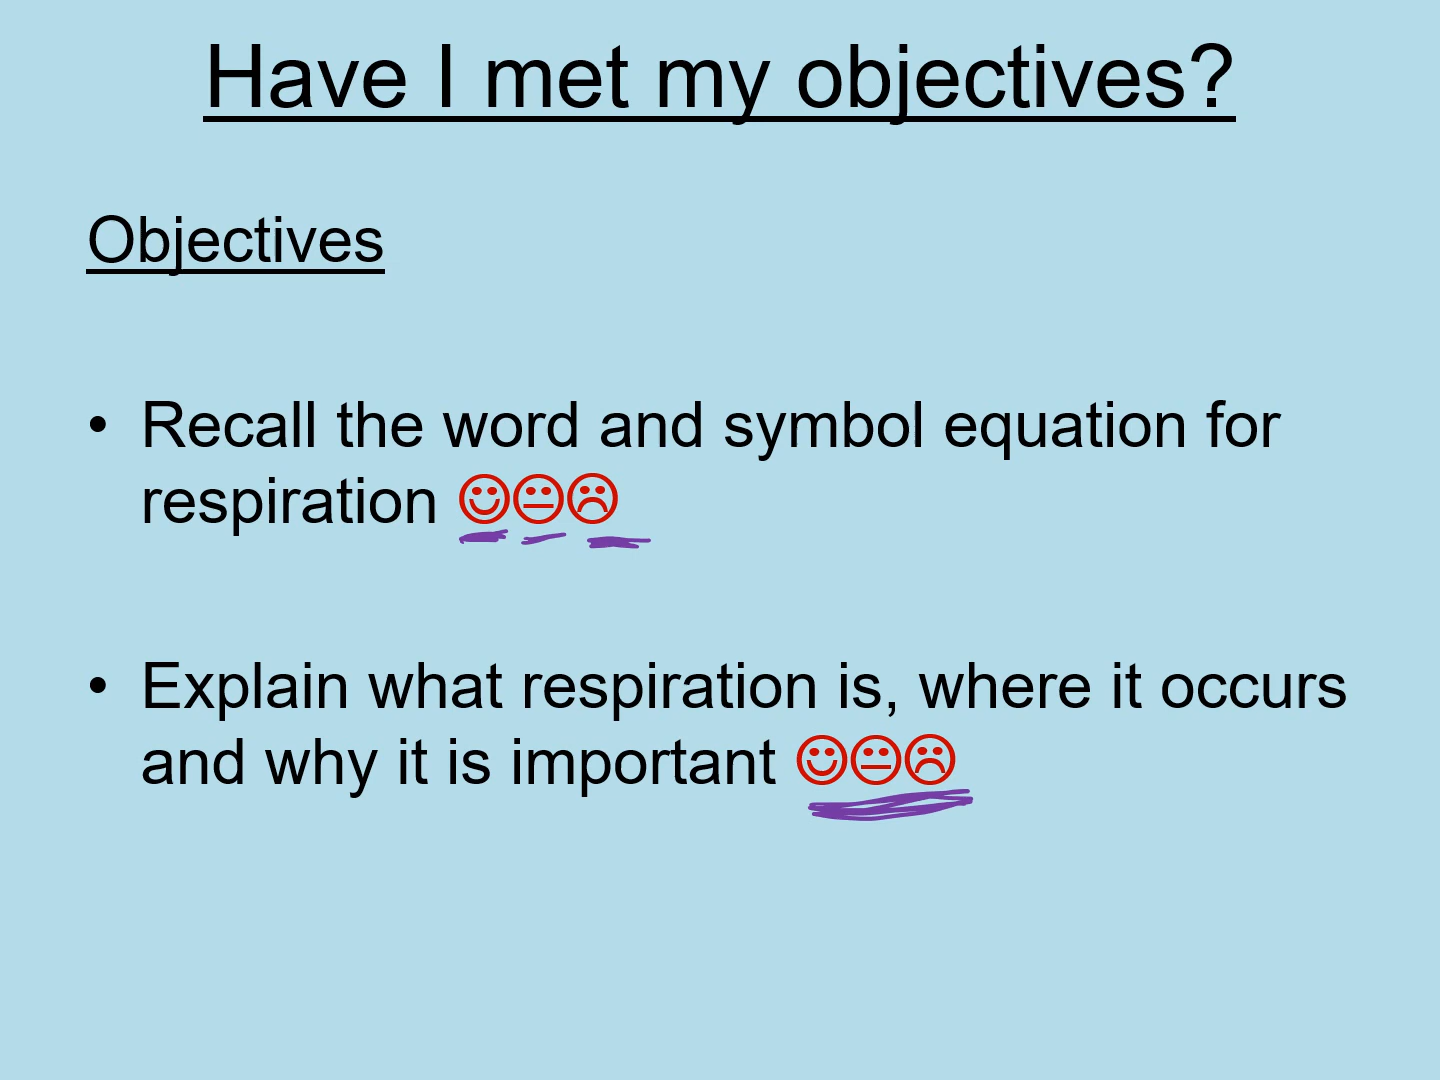 Have I met my objectives?
Objectives
• Recall the word and symbol equation for
respiration ☺😐☹
• Explain what respiration is, where it occurs
and why it is important ☺😐☹